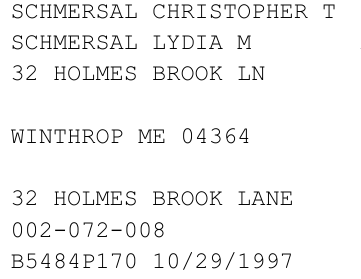 SCHMERSAL CHRISTOPHER T
SCHMERSAL LYDIA M
32 HOLMES BROOK LN
WINTHROP ME 04364
32 HOLMES BROOK LANE
002-072-008
B5484P170 10/29/1997